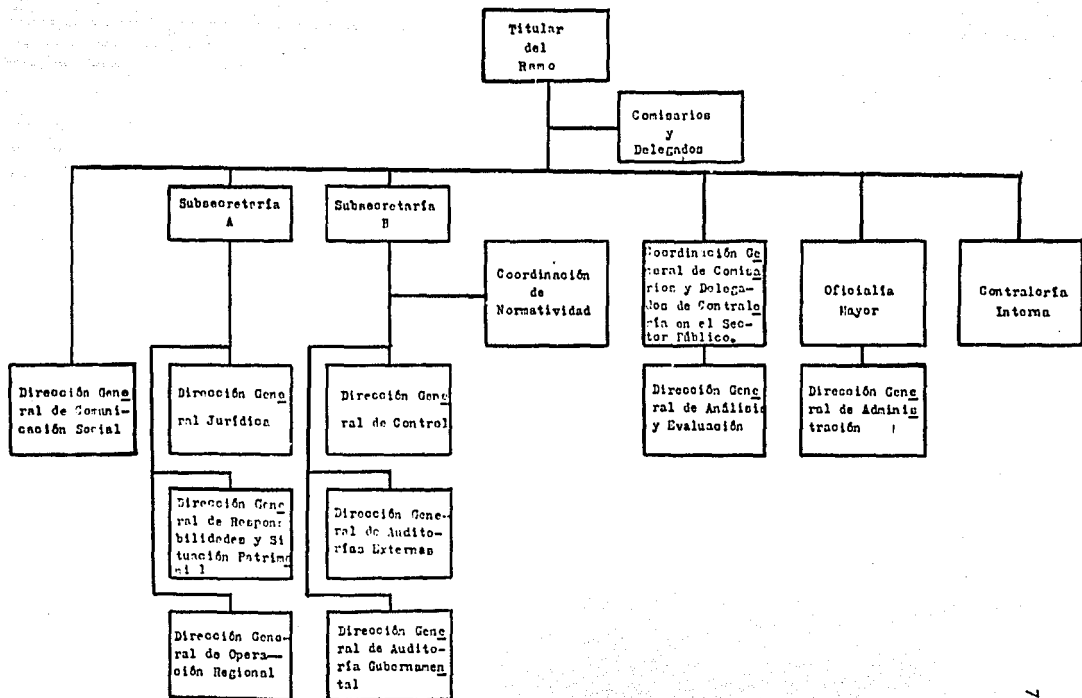 Titular
del
Ramo
Comisarios
y
Delegados
Subsecretaría
A
Subsecretaría
B
Coordinación
de
Normatividad
Coordinación Ge
neral de Comisa
rios y Delega-
dos de Contralo
ría en el Sec-
tor Público.
Oficialía
Mayor
Contraloría
Interna
Dirección Gene
ral de Comuni-
cación Social
Dirección Gene
ral Jurídica
Dirección Gene
ral de Control
Dirección Gene
ral de Análisis
y Evaluación
Dirección Gene
ral de Adminis
tración
Dirección Gene
ral de Responsa
bilidades y Si
tuación Patrimo
nial
Dirección Gene-
ral de Audito-
rías Externas
Dirección Gene-
ral de Opera—
ción Regional
Dirección Gene
ral de Audito-
ría Gubernamen
tal
7